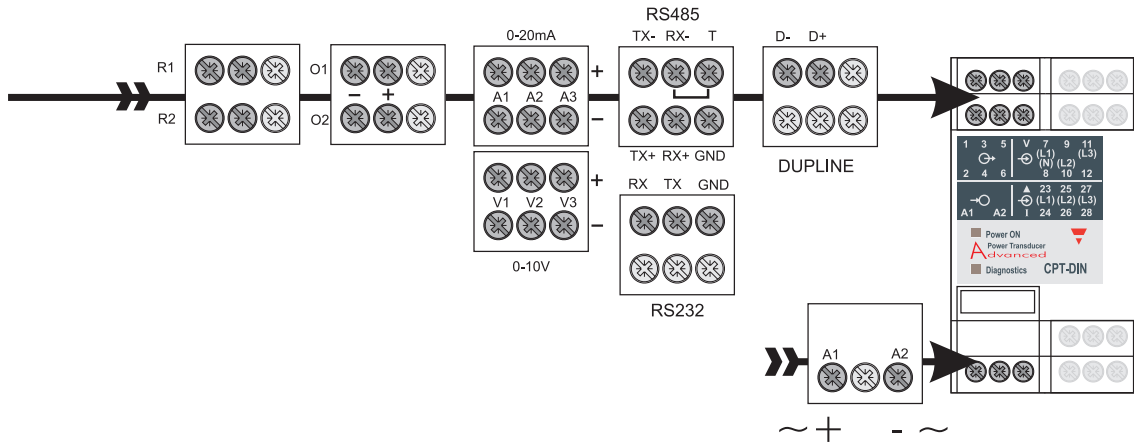 RS485
0-20mA TX- RX- T D- D+
R1 O1 +
− + A1 A2 A3
R2 O2 −
TX+ RX+ GND DUPLINE
RX TX GND
+
V1 V2 V3
−
0-10V
RS232
1 3 5 V 7 9 11
(L1) (L3)
(N) (L2)
2 4 6 8 10 12
▲ 23 25 27
(L1) (L2) (L3)
A1 A2 I 24 26 28
Power ON
Power Transducer
Advanced
Diagnostics CPT-DIN
A1 A2
~ + - ~